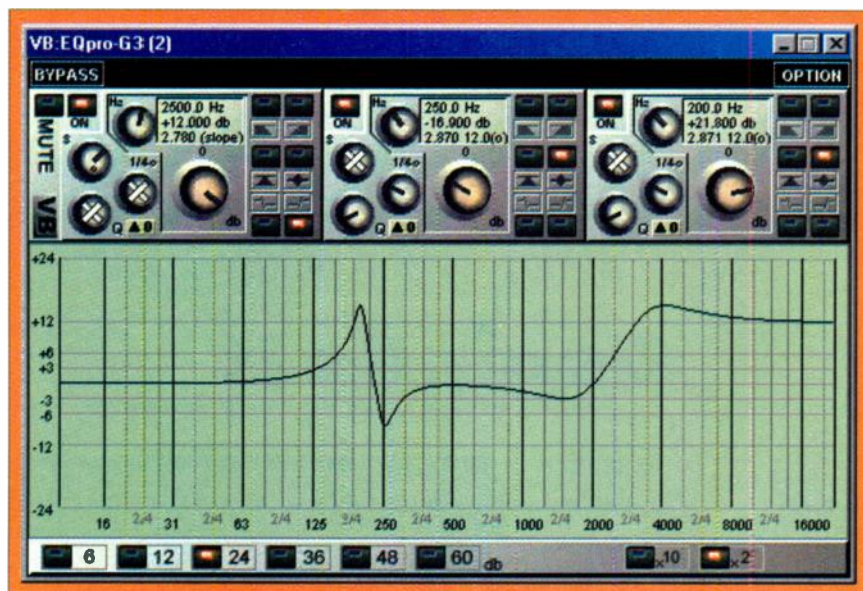 VB:EQpro-G3 (2)
BYPASS
OPTION
MUTE
VB
ON
Hz
2500.0 Hz
+12.000 db
2.780 (slope)
0
S
1/4o
Q
▲0
db
ON
Hz
250.0 Hz
-16.900 db
2.870 12.0(o)
0
S
1/4o
Q
▲0
db
ON
Hz
200.0 Hz
+21.800 db
2.871 12.0(o)
0
S
1/4o
Q
▲0
db
+24
+12
+6
+3
-3
-6
-12
-24
16 2/4 31 2/4 63 2/4 125 2/4 250 2/4 500 2/4 1000 2/4 2000 2/4 4000 2/4 8000 2/4 16000
6 12 24 36 48 60 db x10 x2